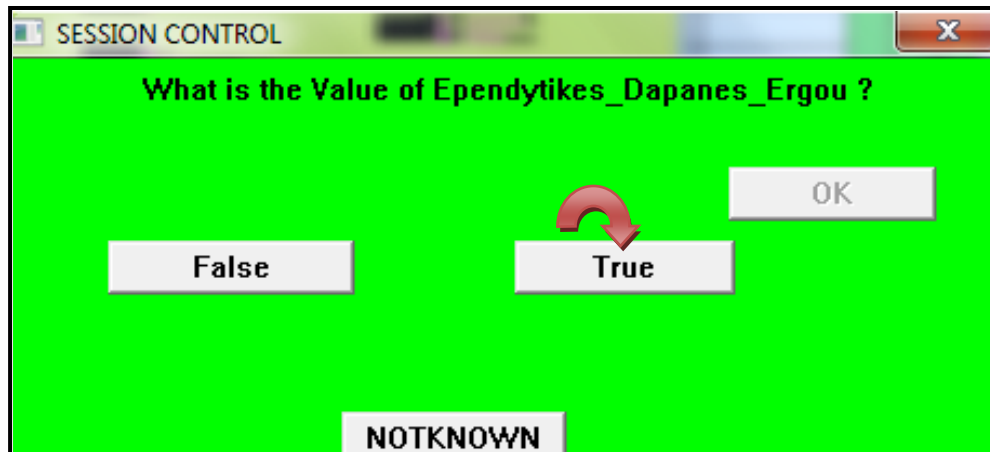 SESSION CONTROL
What is the Value of Ependytikes_Dapanes_Ergou ?
OK
False
True
NOTKNOWN